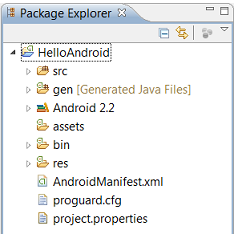 Package Explorer
HelloAndroid
src
gen [Generated Java Files]
Android 2.2
assets
bin
res
AndroidManifest.xml
proguard.cfg
project.properties